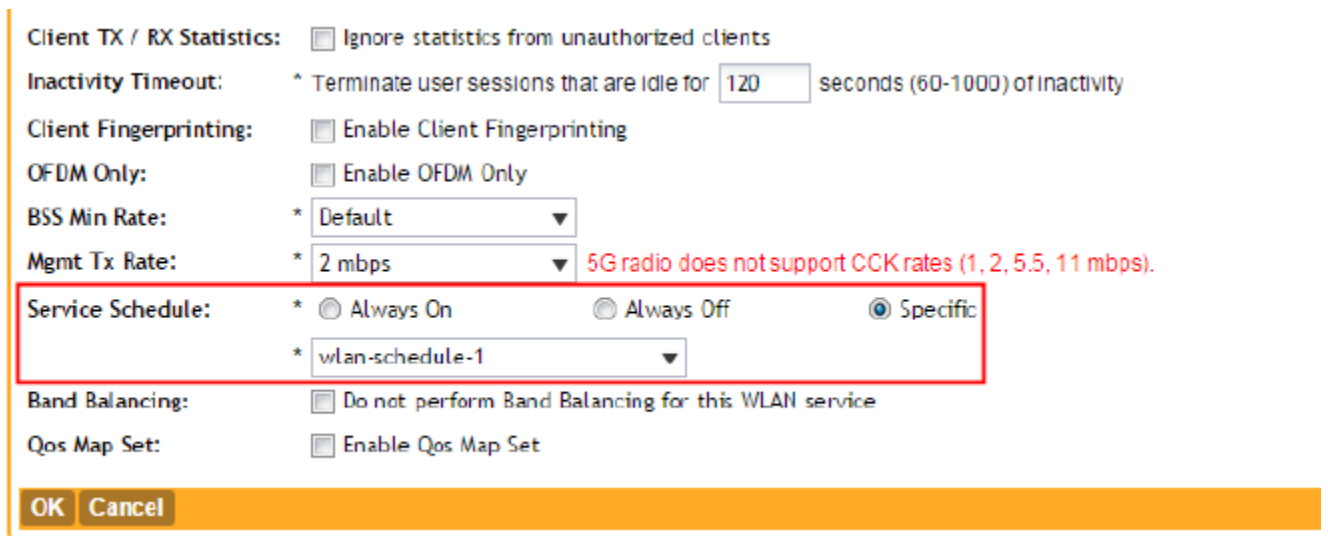 Client TX / RX Statistics: Ignore statistics from unauthorized clients
Inactivity Timeout: * Terminate user sessions that are idle for 120 seconds (60-1000) of inactivity
Client Fingerprinting: Enable Client Fingerprinting
OFDM Only: Enable OFDM Only
BSS Min Rate: * Default
Mgmt Tx Rate: * 2 mbps 5G radio does not support CCK rates (1, 2, 5.5, 11 mbps).
Service Schedule: * Always On Always Off Specific
* wlan-schedule-1
Band Balancing: Do not perform Band Balancing for this WLAN service
Qos Map Set: Enable Qos Map Set
OK Cancel